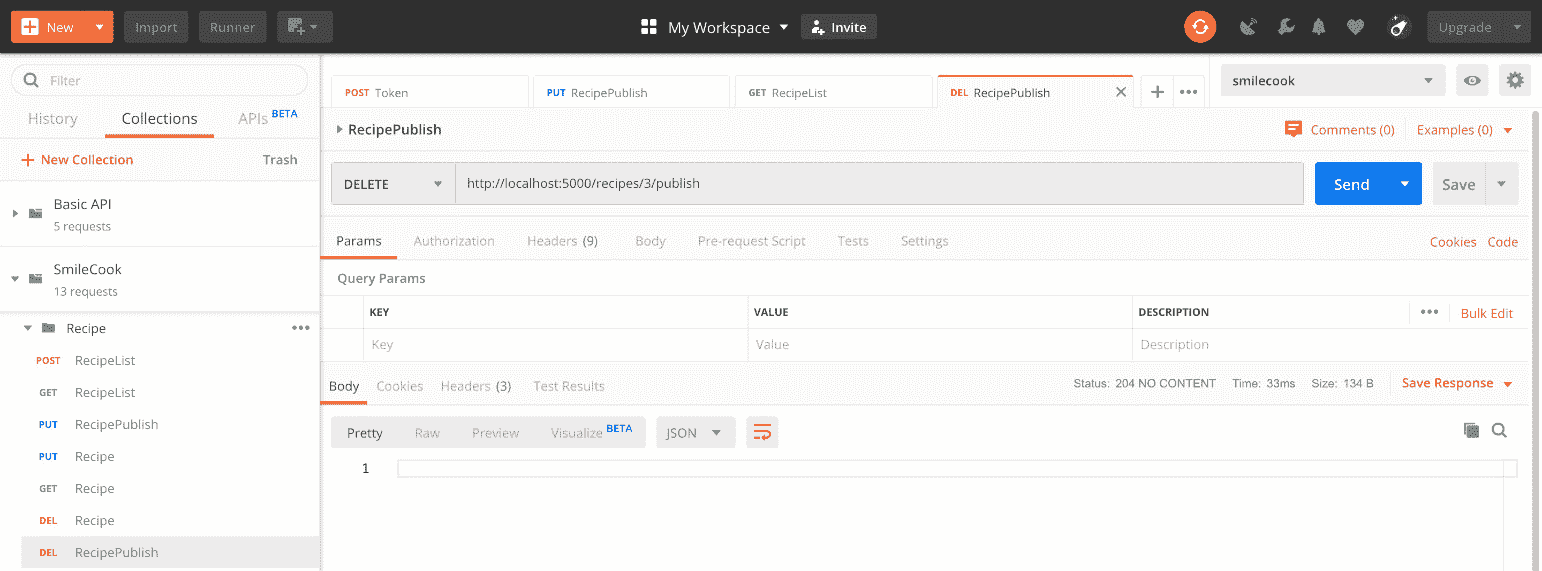 New Import Runner My Workspace Invite Upgrade
Filter
History Collections APIs BETA
New Collection Trash
Basic API
5 requests
SmileCook
13 requests
Recipe
POST RecipeList
GET RecipeList
PUT RecipePublish
PUT Recipe
GET Recipe
DEL Recipe
DEL RecipePublish
POST Token PUT RecipePublish GET RecipeList DEL RecipePublish smilecook
RecipePublish Comments (0) Examples (0)
DELETE http://localhost:5000/recipes/3/publish Send Save
Params Authorization Headers (9) Body Pre-request Script Tests Settings Cookies Code
Query Params
KEY VALUE DESCRIPTION Bulk Edit
Key Value Description
Body Cookies Headers (3) Test Results Status: 204 NO CONTENT Time: 33ms Size: 134 B Save Response
Pretty Raw Preview Visualize BETA JSON
1